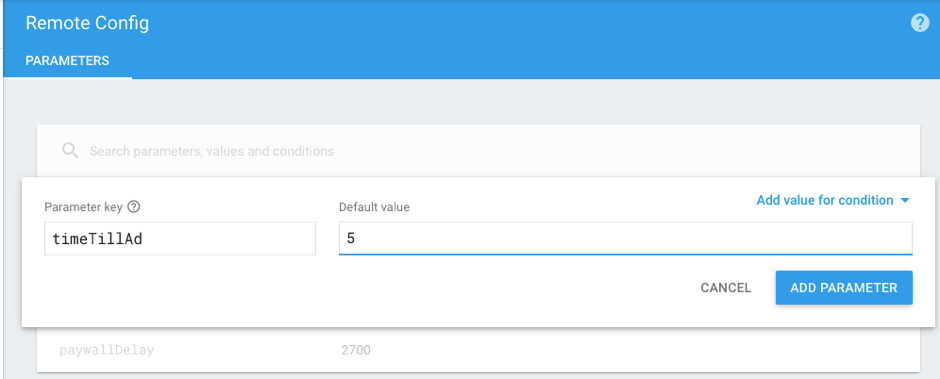 Remote Config
PARAMETERS
Search parameters, values and conditions
Add value for condition
Parameter key
Default value
timeTillAd
5
CANCEL
ADD PARAMETER
paywallDelay
2700